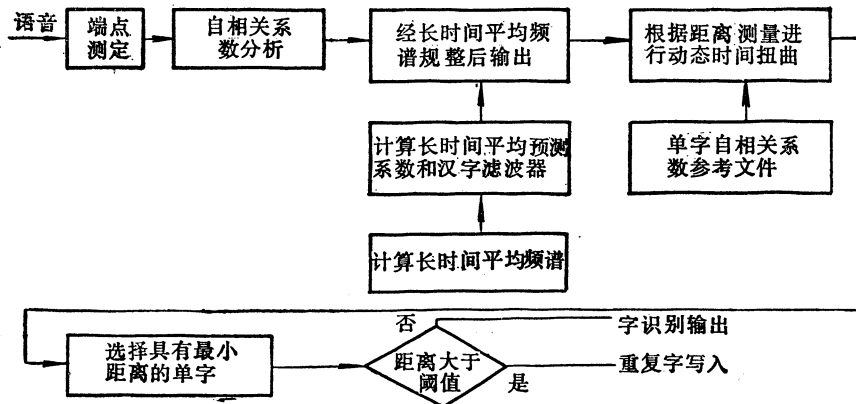 语音
端点
测定
自相关系
数分析
经长时间平均频
谱规整后输出
根据距离测量进
行动态时间扭曲
计算长时间平均预测
系数和汉字滤波器
单字自相关系
数参考文件
计算长时间平均频谱
选择具有最小
距离的单字
否
距离大于
阈值
是
字识别输出
重复字写入